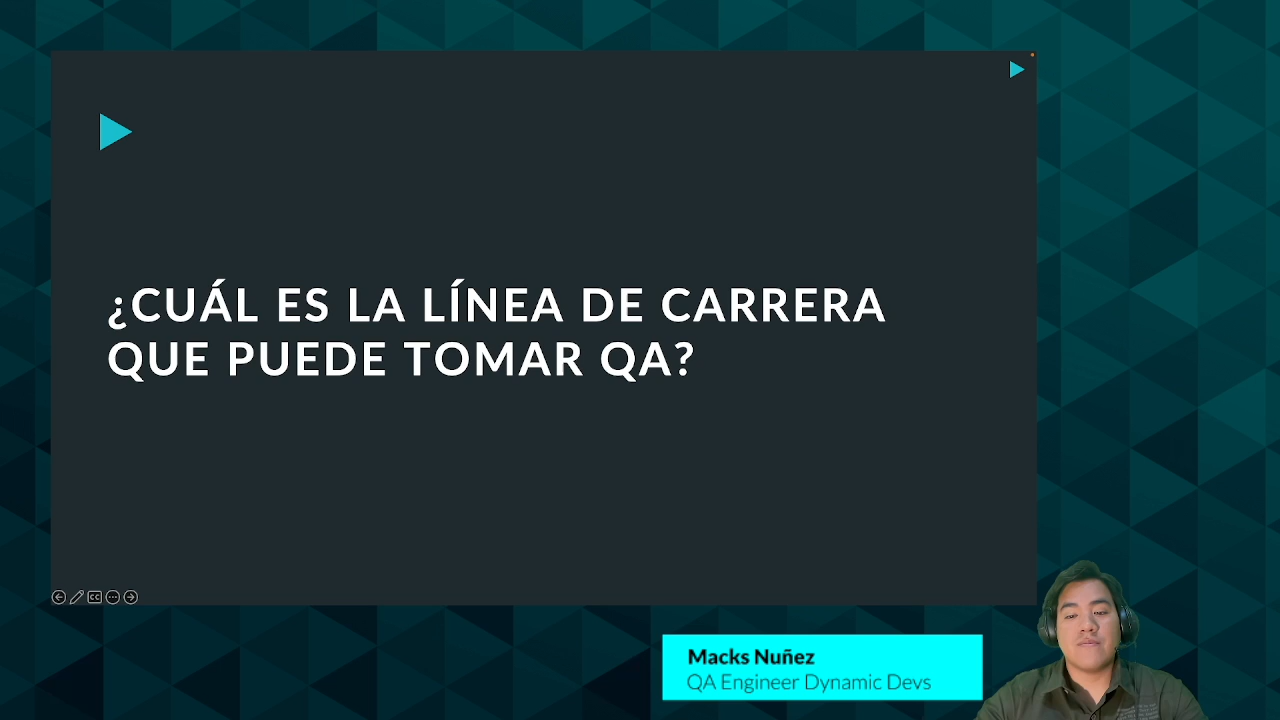 ¿CUÁL ES LA LÍNEA DE CARRERA
QUE PUEDE TOMAR QA?
Macks Nuñez
QA Engineer Dynamic Devs